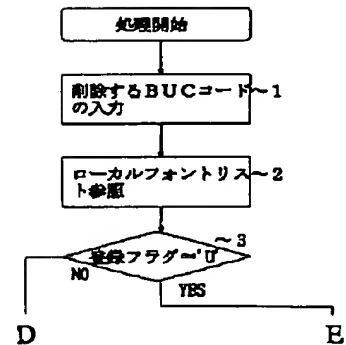 処理開始
削除するBUCコード~1
の入力
ローカルフォントリス~2
ト参照
~3
登録フラグ='U'
NO
YES
D
E